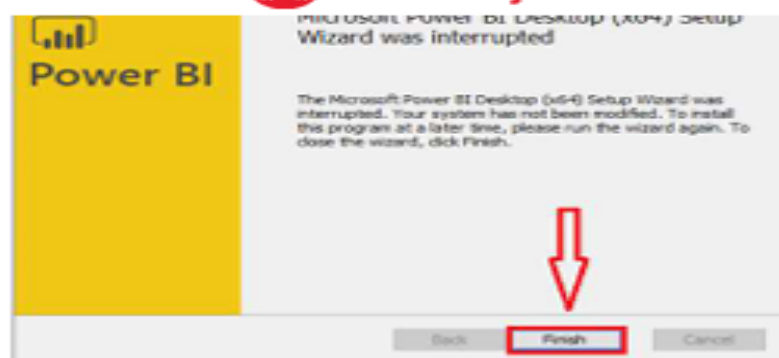 Microsoft Power BI Desktop (x64) Setup
Wizard was interrupted
Power BI
The Microsoft Power BI Desktop (x64) Setup Wizard was
interrupted. Your system has not been modified. To install
this program at a later time, please run the wizard again. To
close the wizard, click Finish.
Back
Finish
Cancel